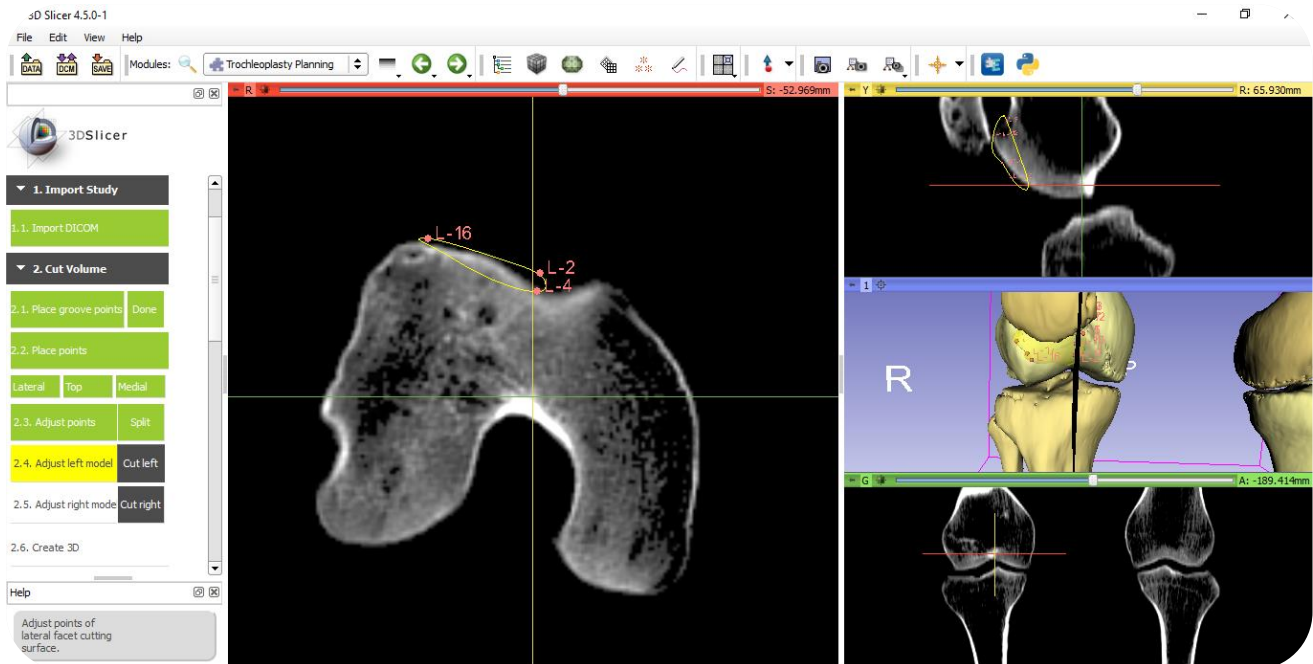 3D Slicer 4.5.0-1
File Edit View Help
DATA DCM SAVE Modules: Trochleoplasty Planning
R S: -52.969mm
Y R: 65.930mm
3DSlicer
1. Import Study
1.1. Import DICOM
2. Cut Volume
2.1. Place groove points Done
2.2. Place points
Lateral Top Medial
2.3. Adjust points Split
2.4. Adjust left model Cut left
2.5. Adjust right mode Cut right
2.6. Create 3D
Help
Adjust points of
lateral facet cutting
surface.
L-16
L-2
L-4
1
R
P
G A: -189.414mm